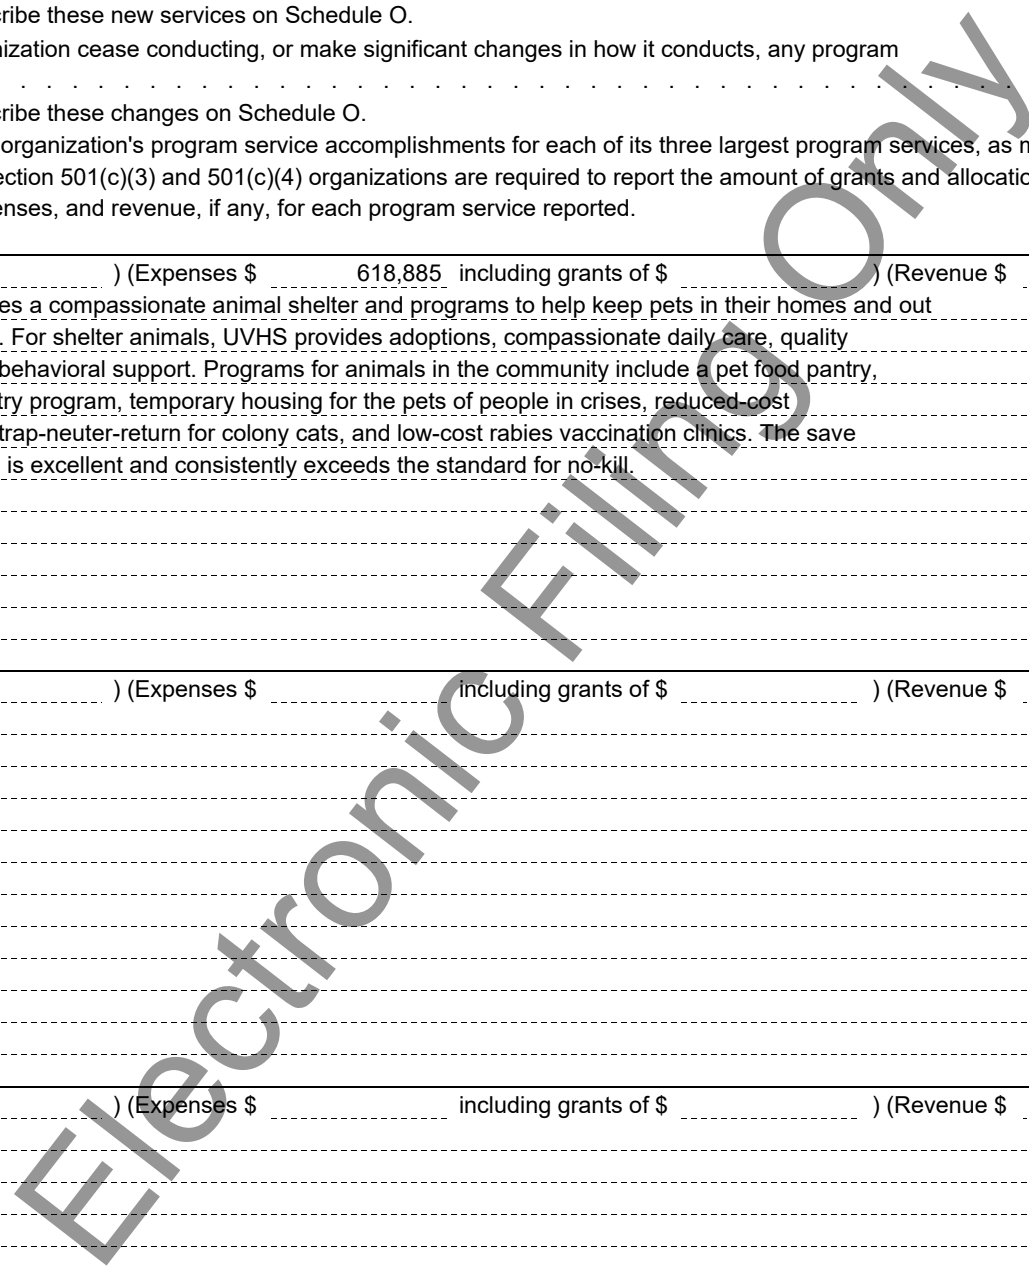 cribe these new services on Schedule O.
nization cease conducting, or make significant changes in how it conducts, any program
. . . . . . . . . . . . . . . . . . . . . . . . . . . . . . . . . . . . . . .
cribe these changes on Schedule O.
organization's program service accomplishments for each of its three largest program services, as m
ection 501(c)(3) and 501(c)(4) organizations are required to report the amount of grants and allocatio
enses, and revenue, if any, for each program service reported.
) (Expenses $ 618,885 including grants of $ ) (Revenue $
es a compassionate animal shelter and programs to help keep pets in their homes and out
. For shelter animals, UVHS provides adoptions, compassionate daily care, quality
behavioral support. Programs for animals in the community include a pet food pantry,
try program, temporary housing for the pets of people in crises, reduced-cost
trap-neuter-return for colony cats, and low-cost rabies vaccination clinics. The save
is excellent and consistently exceeds the standard for no-kill.
) (Expenses $ including grants of $ ) (Revenue $
) (Expenses $ including grants of $ ) (Revenue $
Electronic Filing Only